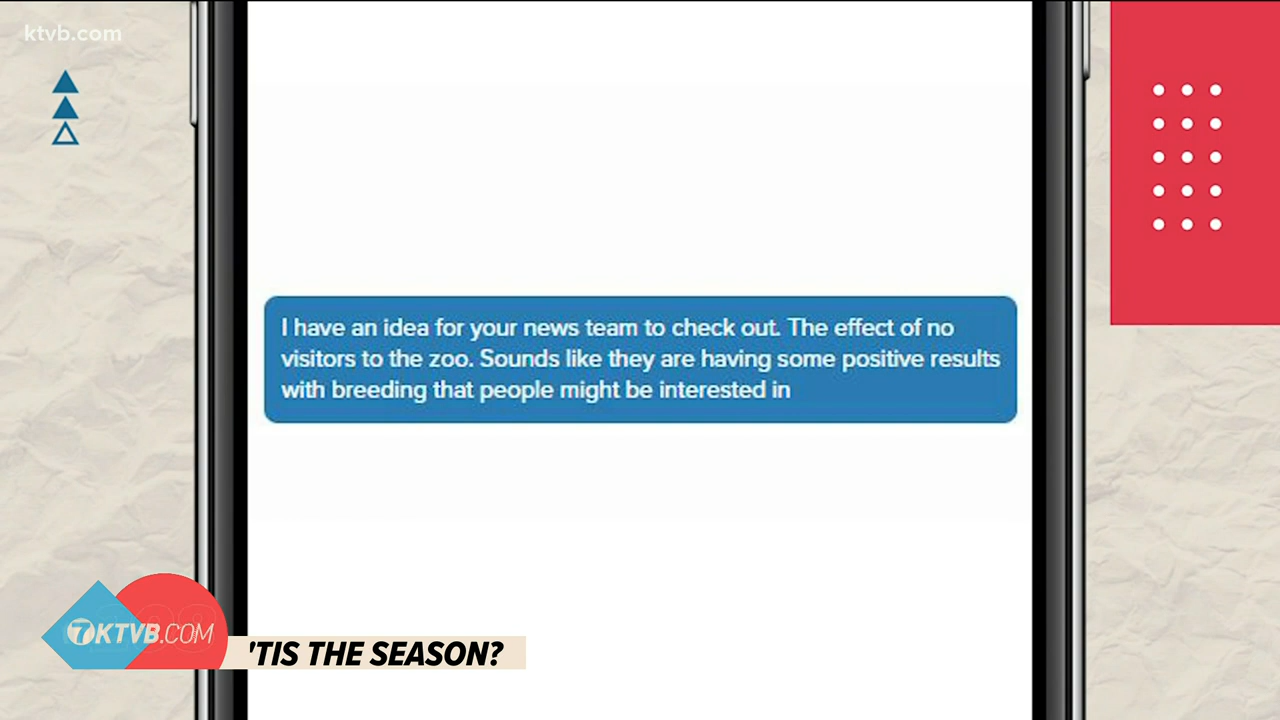 ktvb.com
I have an idea for your news team to check out. The effect of no
visitors to the zoo. Sounds like they are having some positive results
with breeding that people might be interested in
7KTVB.COM
'TIS THE SEASON?